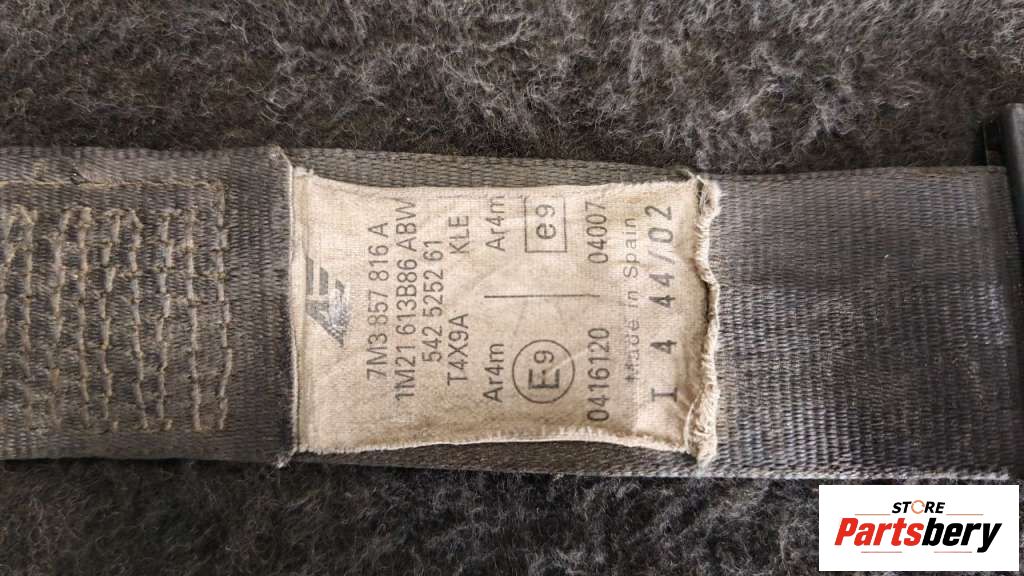 7M3 857 816 A
1M21 613B86 ABW
542 5252 61
T4X9A KLE
Ar4m Ar4m
E9 e9
0416120 04007
Made in Spain
I 4 44/02
STORE
Partsbery